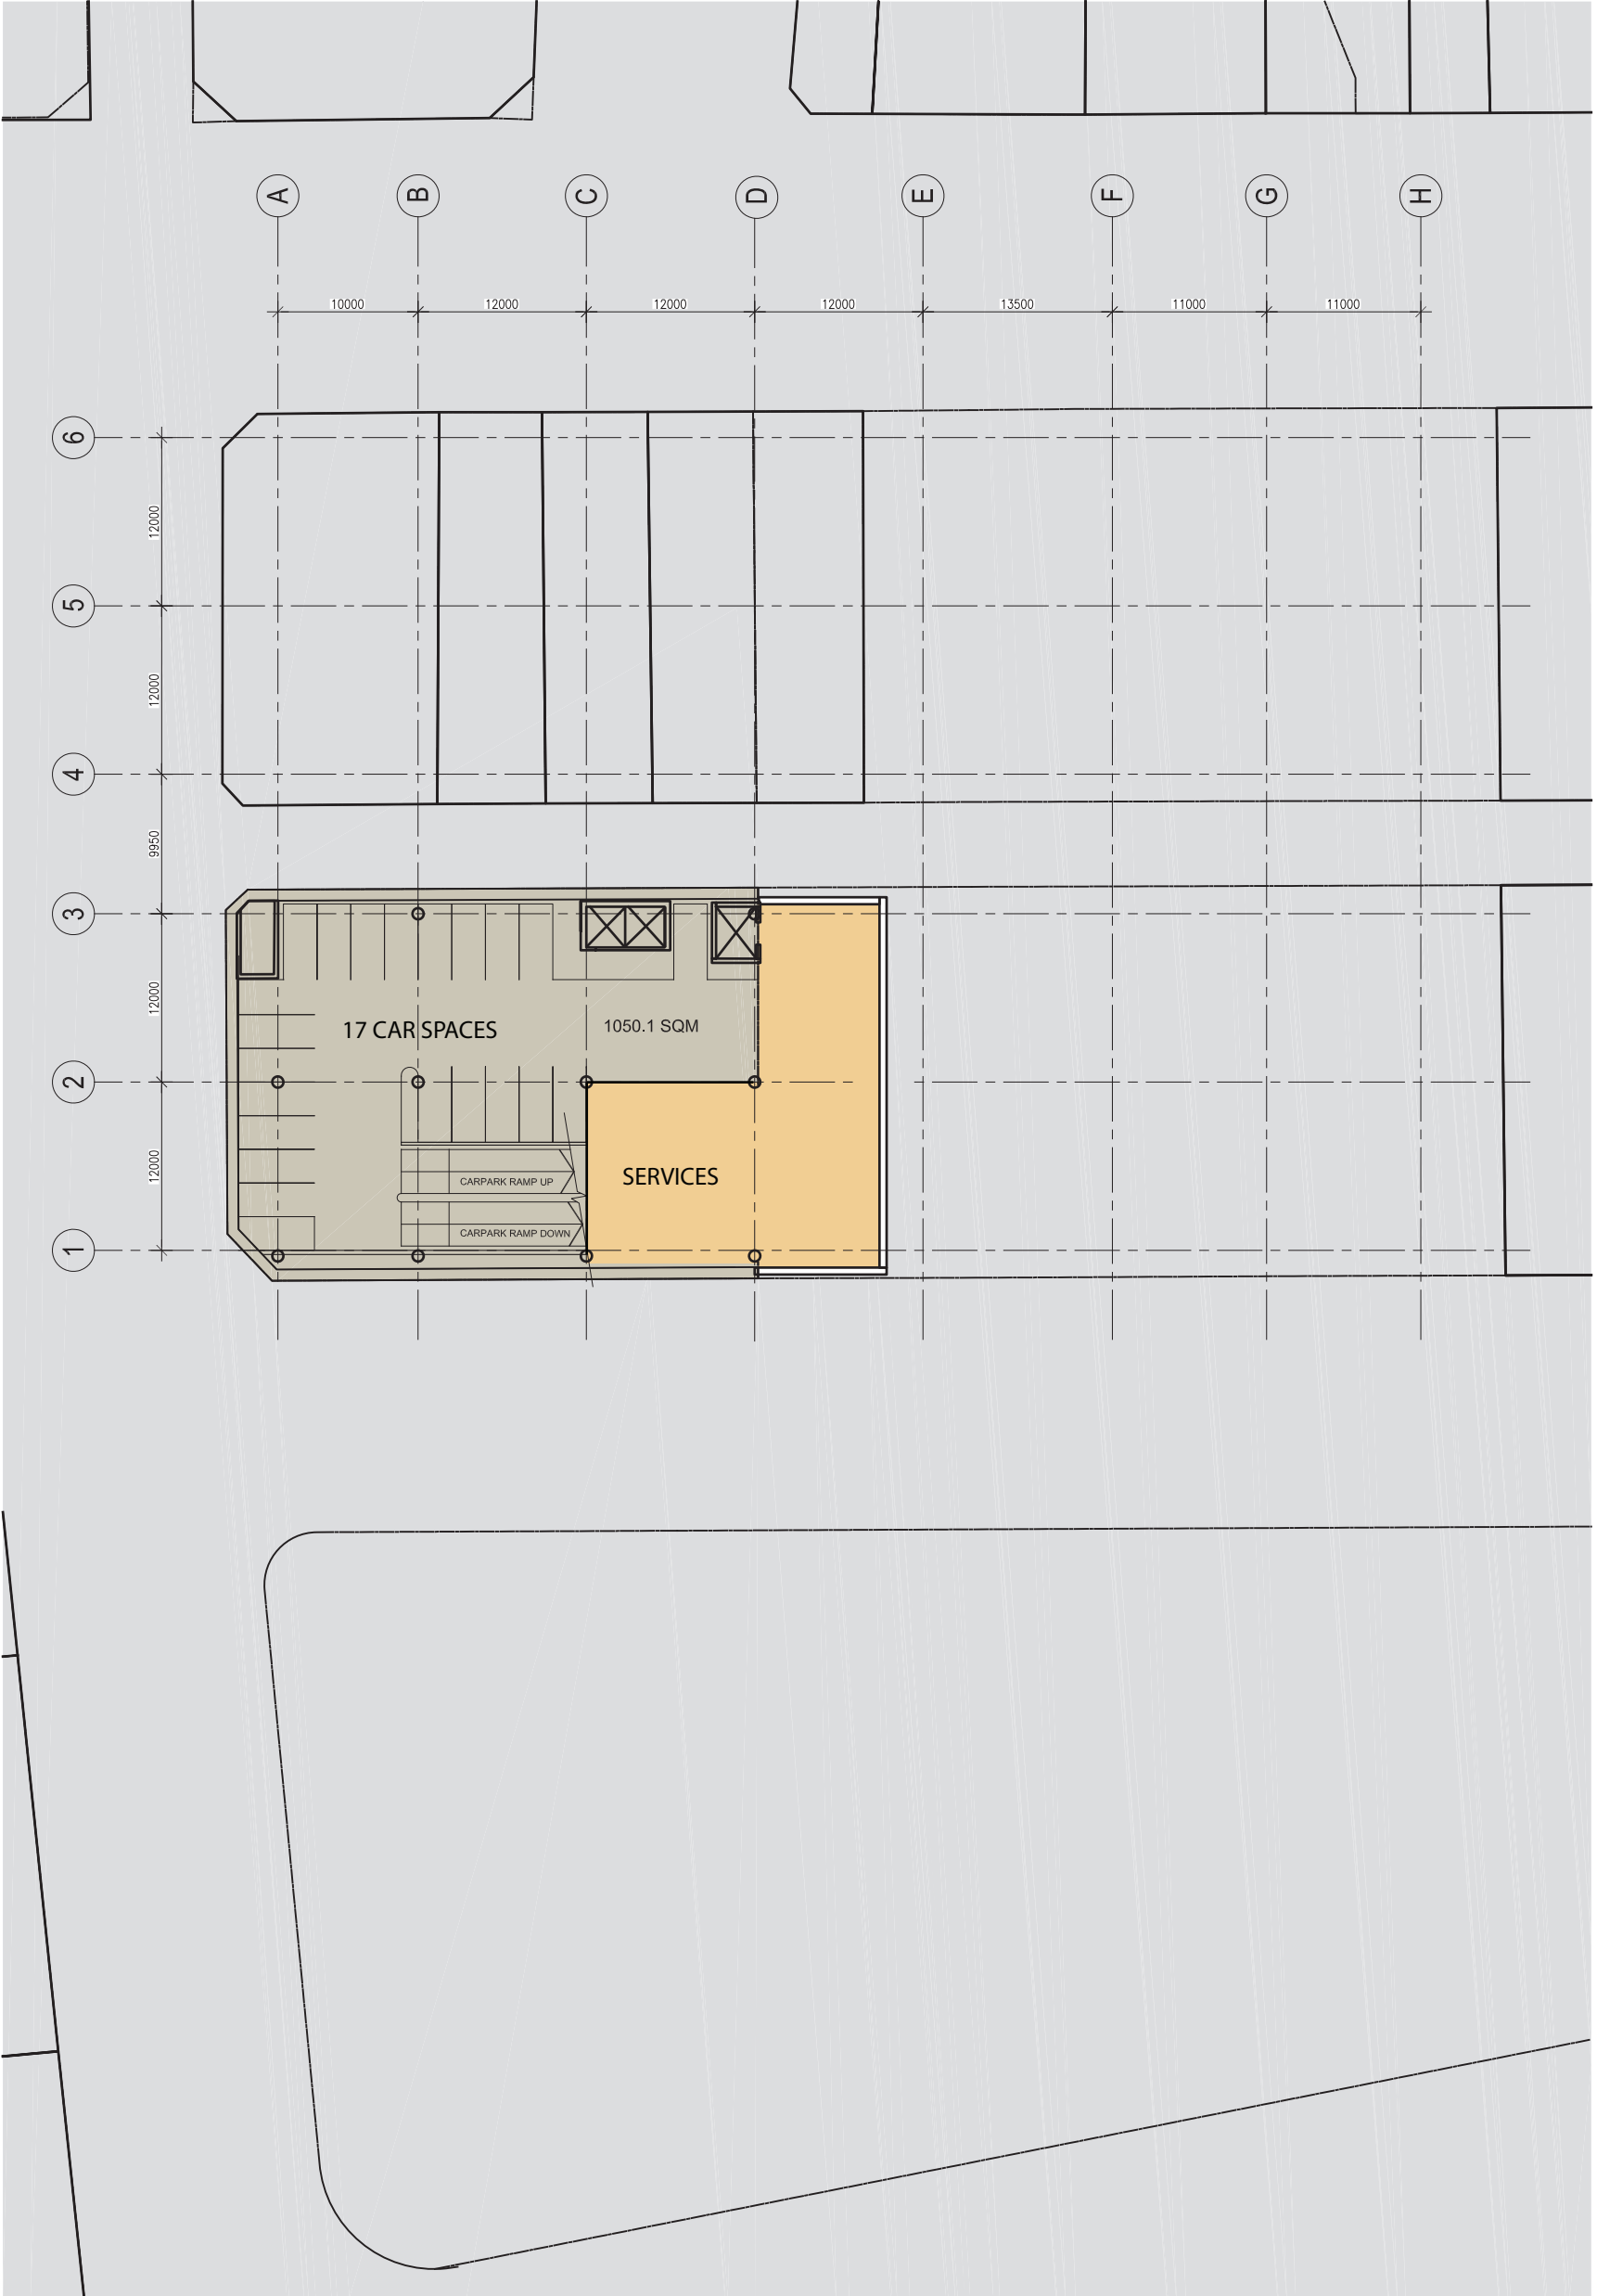 A
B
C
D
E
F
G
H
10000
12000
12000
12000
13500
11000
11000
6
12000
5
12000
4
9950
3
12000
17 CAR SPACES
1050.1 SQM
2
12000
SERVICES
CARPARK RAMP UP
CARPARK RAMP DOWN
1